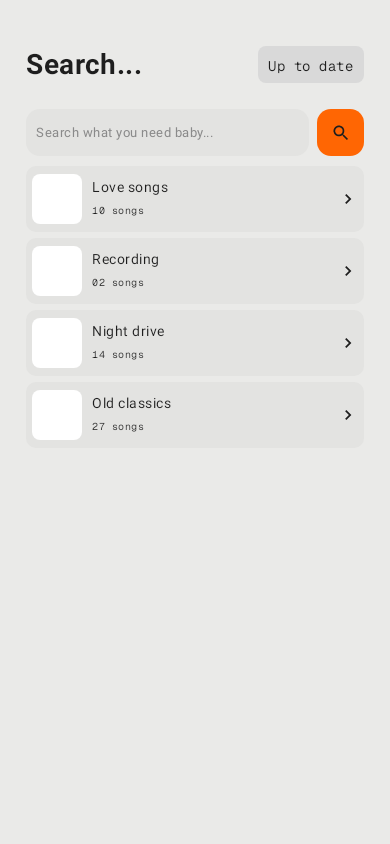 Search...
Up to date
Search what you need baby...
Love songs
10 songs
Recording
02 songs
Night drive
14 songs
Old classics
27 songs